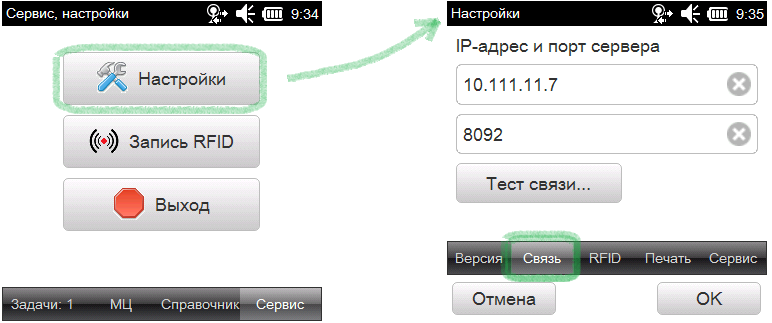 Сервис, настройки 9:34
Настройки
Запись RFID
Выход
Задачи: 1 МЦ Справочник Сервис
Настройки 9:35
IP-адрес и порт сервера
10.111.11.7
8092
Тест связи...
Версия Связь RFID Печать Сервис
Отмена OK